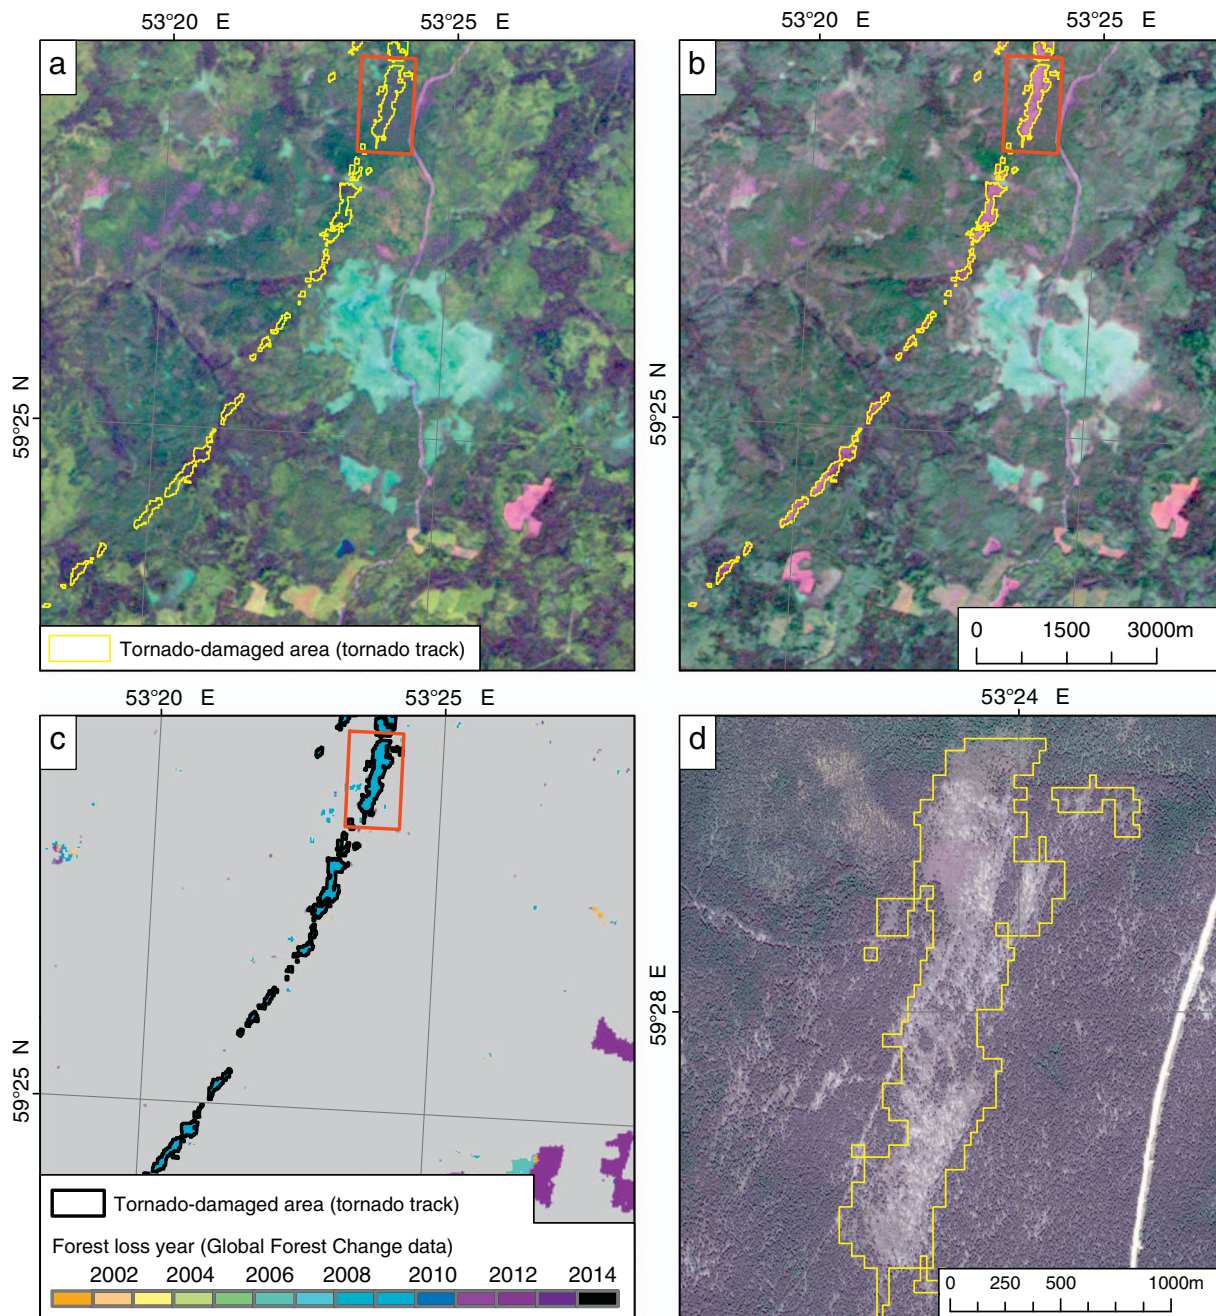 53°20 E
53°25 E
53°20 E
53°25 E
a
b
59°25 N
59°25 N
Tornado-damaged area (tornado track)
0 1500 3000m
53°20 E
53°25 E
53°24 E
c
d
59°25 N
59°28 E
Tornado-damaged area (tornado track)
Forest loss year (Global Forest Change data)
2002 2004 2006 2008 2010 2012 2014
0 250 500 1000m